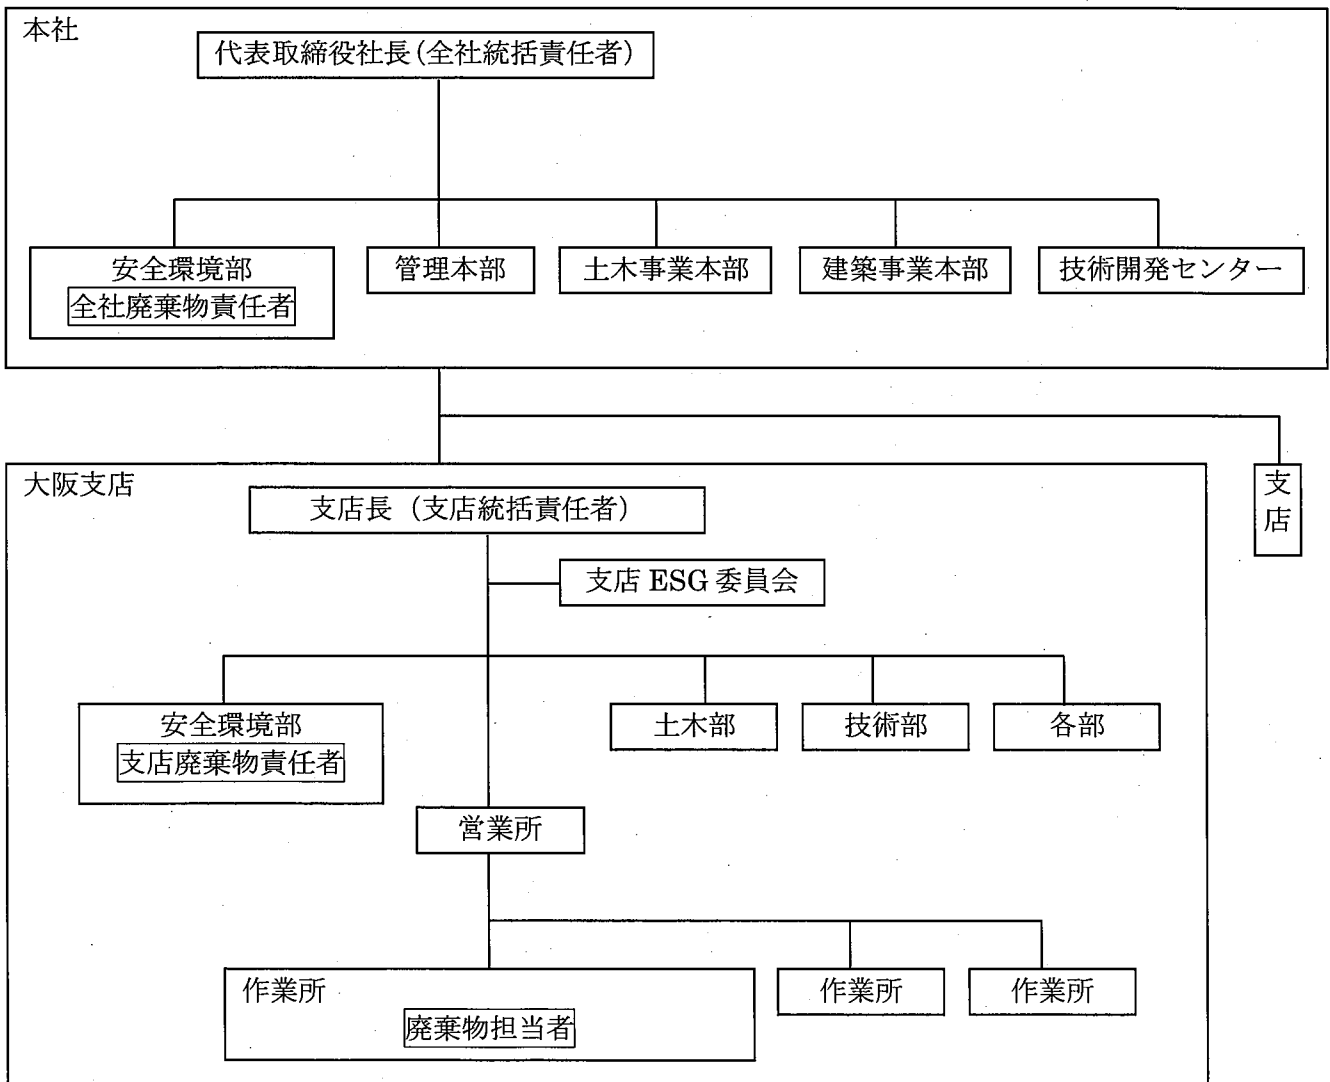 本社
代表取締役社長(全社統括責任者)
安全環境部
全社廃棄物責任者
管理本部
土木事業本部
建築事業本部
技術開発センター
大阪支店
支店
支店長(支店統括責任者)
支店 ESG 委員会
安全環境部
支店廃棄物責任者
土木部
技術部
各部
営業所
作業所
廃棄物担当者
作業所
作業所